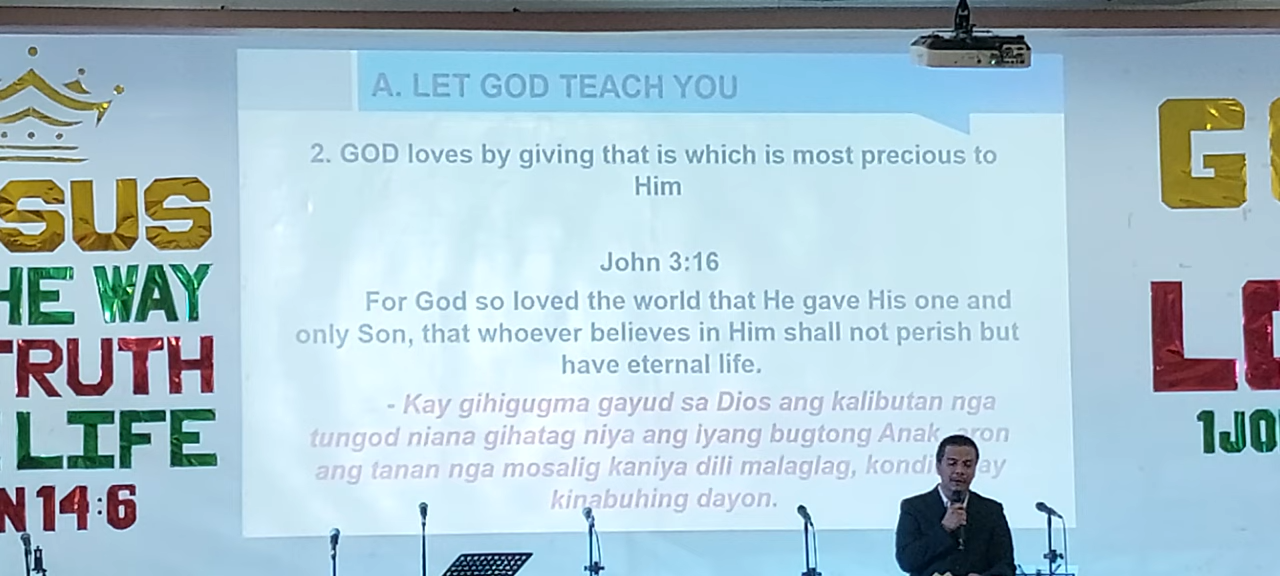 A. LET GOD TEACH YOU
2. GOD loves by giving that is which is most precious to
Him
John 3:16
For God so loved the world that He gave His one and
only Son, that whoever believes in Him shall not perish but
have eternal life.
- Kay gihigugma gayud sa Dios ang kalibutan nga
tungod niana gihatag niya ang iyang bugtong Anak, aron
ang tanan nga mosalig kaniya dili malaglag, kondi ay
kinabuhing dayon.
SUS
HE WAY
TRUTH
LIFE
N 14:6
G
LO
1JO